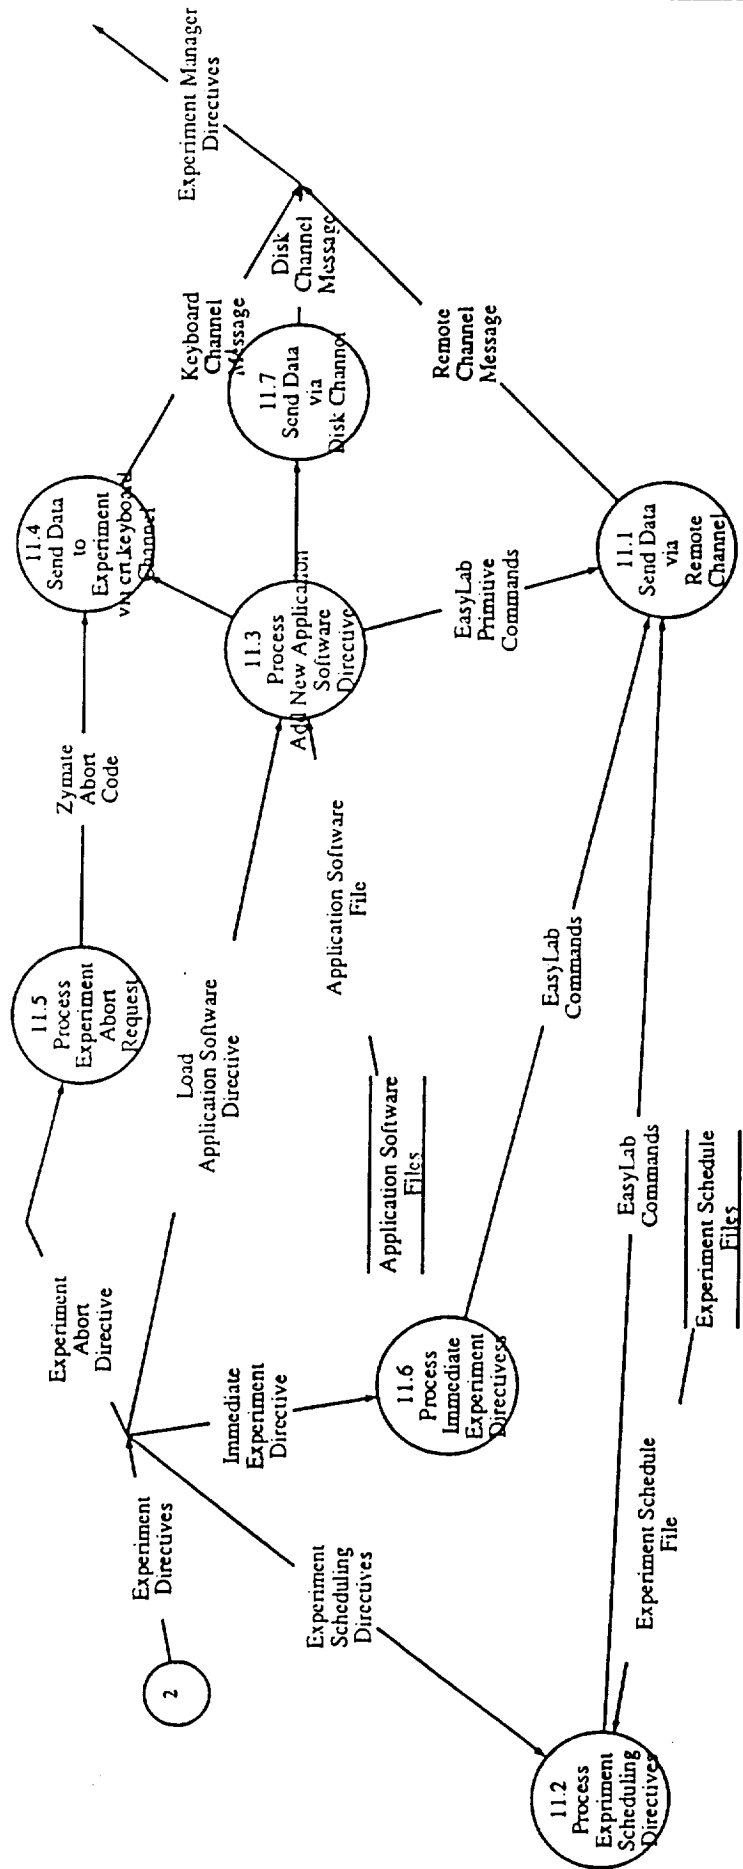 2
Experiment
Directives
Experiment
Abort
Directive
11.5
Process
Experiment
Abort
Request
Zymate
Abort
Code
11.4
Send Data
to
Experiment
via crt.keyboard
Channel
Keyboard
Channel
Message
Experiment Manager
Directives
Load
Application Software
Directive
11.3
Process
Add New Application
Software
Directive
11.7
Send Data
via
Disk Channel
Disk
Channel
Message
Application Software
File
Application Software
Files
Immediate
Experiment
Directive
11.6
Process
Immediate
Experiment
Directivess
EasyLab
Commands
EasyLab
Primitive
Commands
Remote
Channel
Message
11.1
Send Data
via
Remote
Channel
Experiment
Scheduling
Directives
11.2
Process
Expriment
Scheduling
Directives
EasyLab
Commands
Experiment Schedule
File
Experiment Schedule
Files